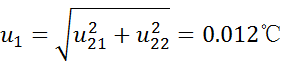 u₁ = √(u₂₁² + u₂₂²) = 0.012℃